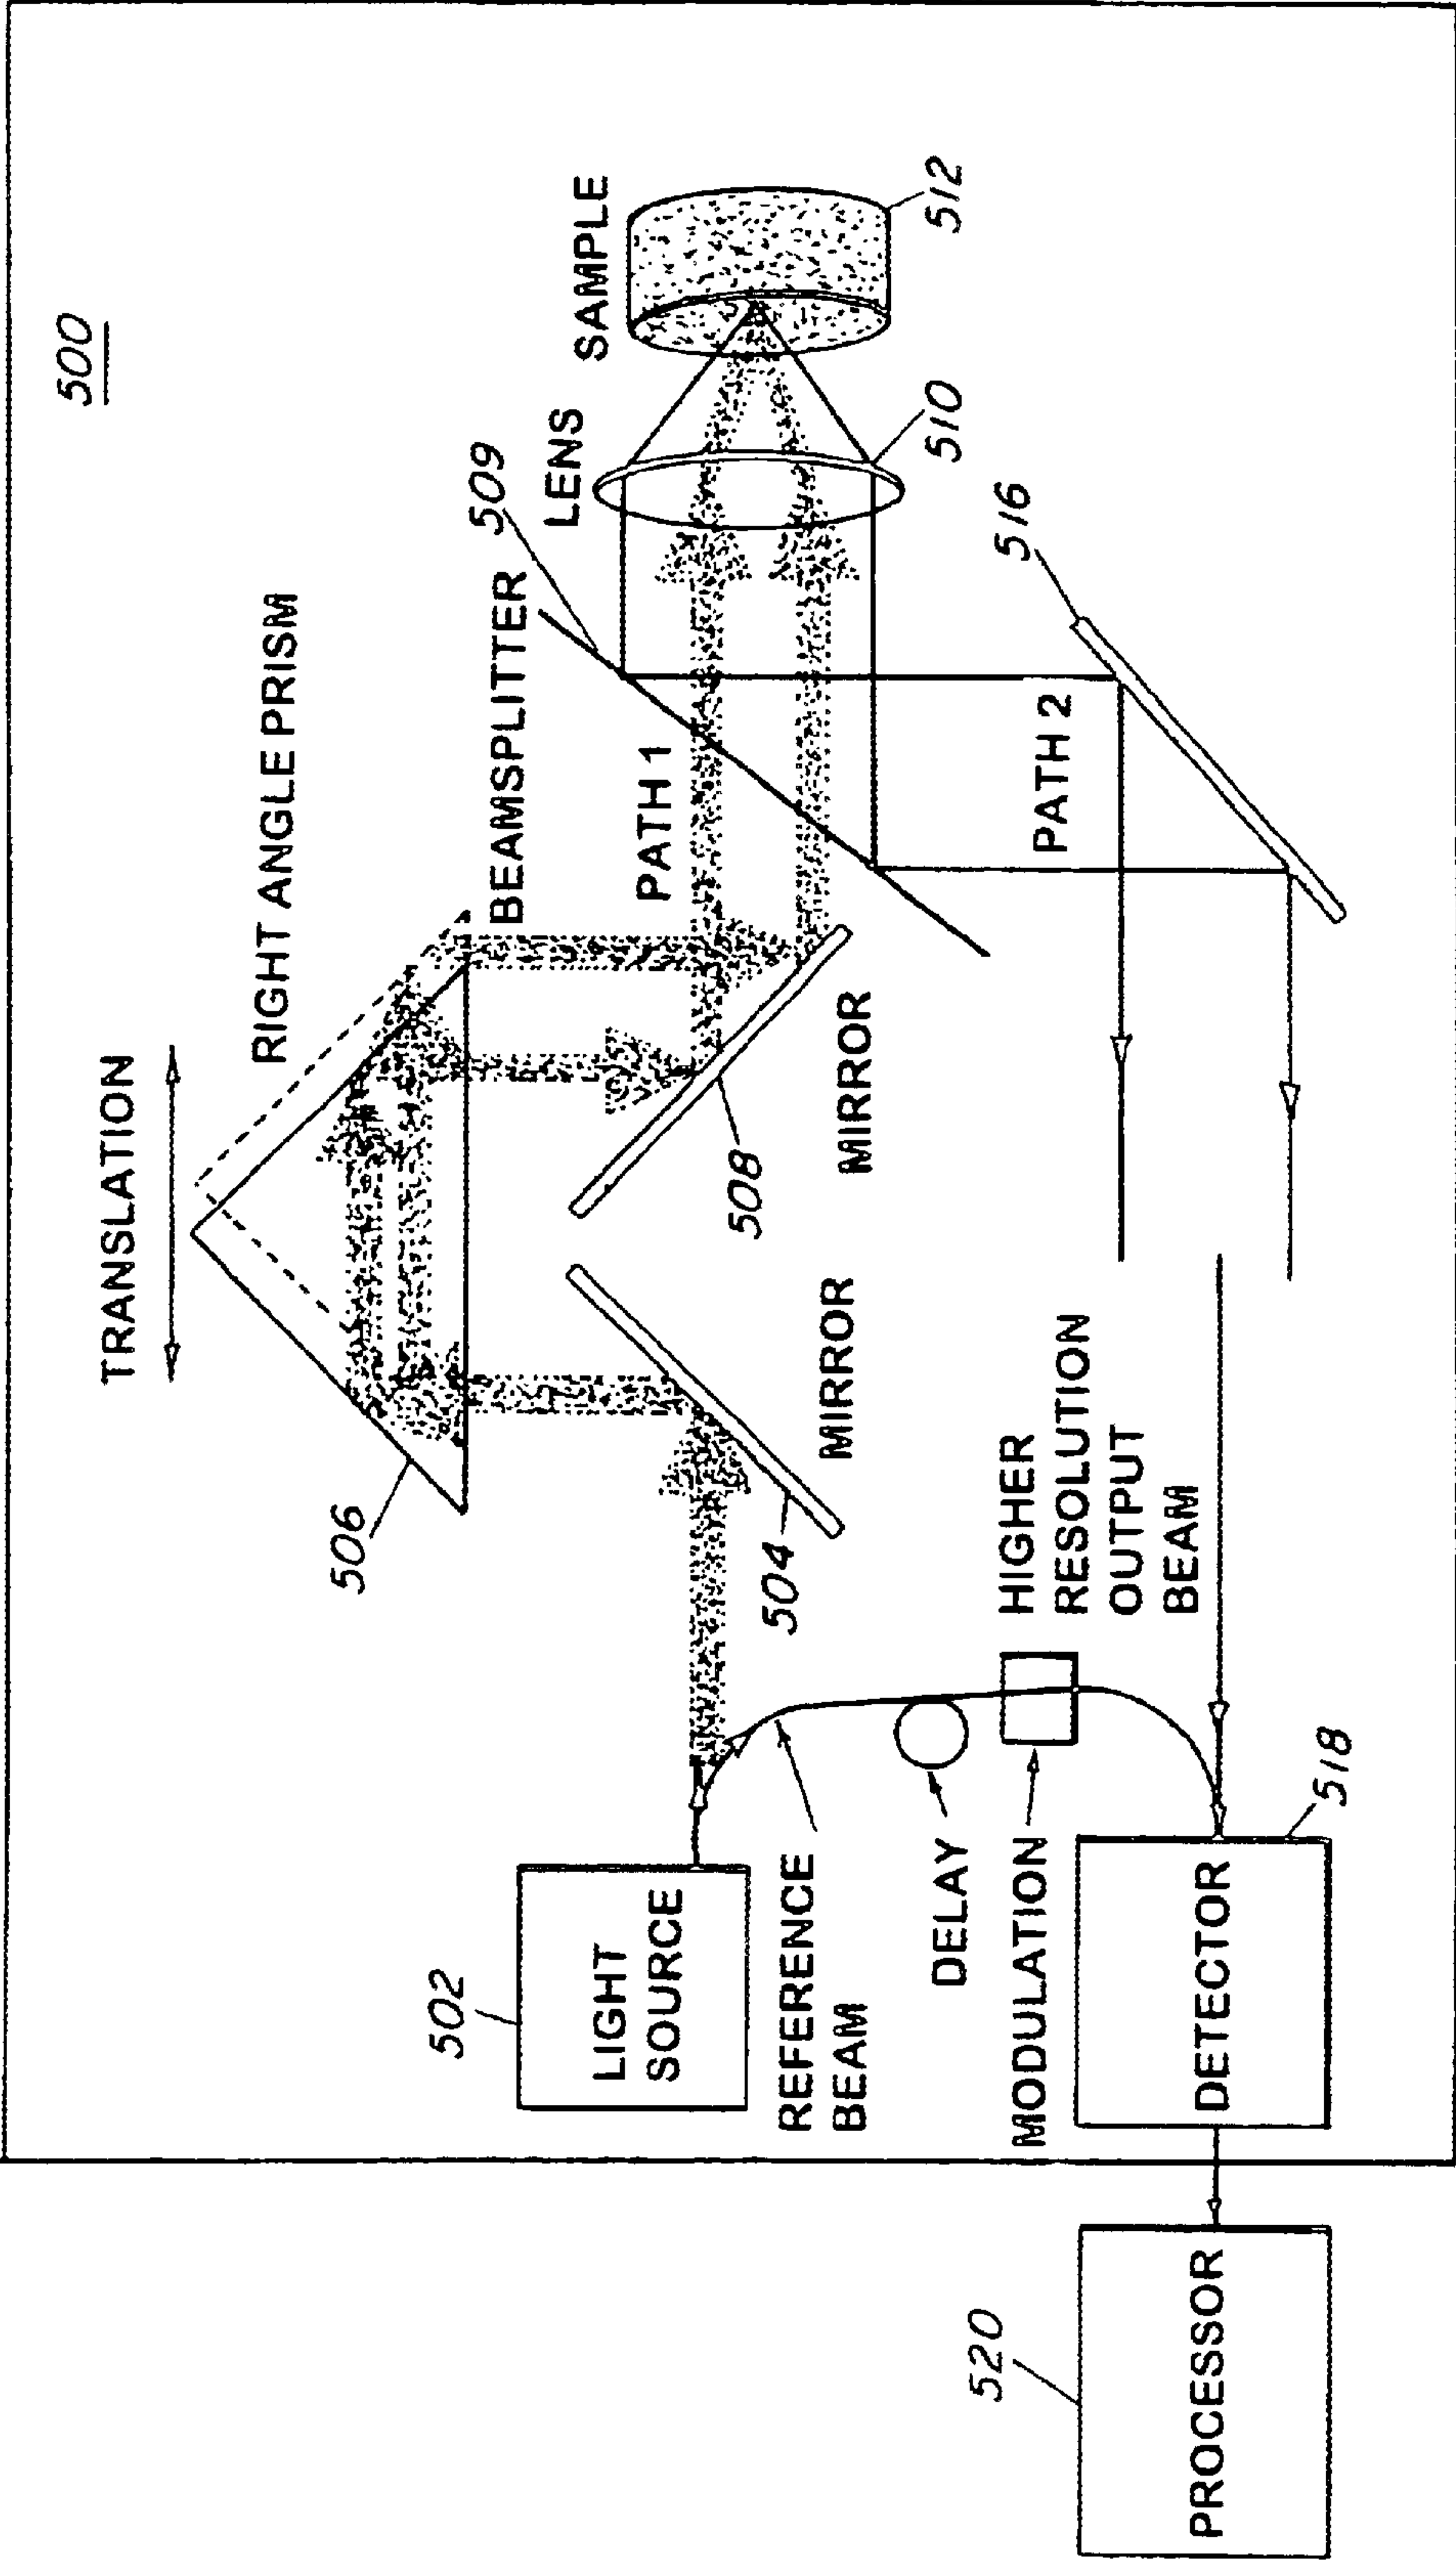 500
TRANSLATION
RIGHT ANGLE PRISM
506
BEAMSPLITTER
509
LENS
SAMPLE
PATH 1
502
LIGHT
SOURCE
504
MIRROR
508
MIRROR
510
512
516
PATH 2
REFERENCE
BEAM
DELAY
MODULATION
HIGHER
RESOLUTION
OUTPUT
BEAM
DETECTOR
518
520
PROCESSOR